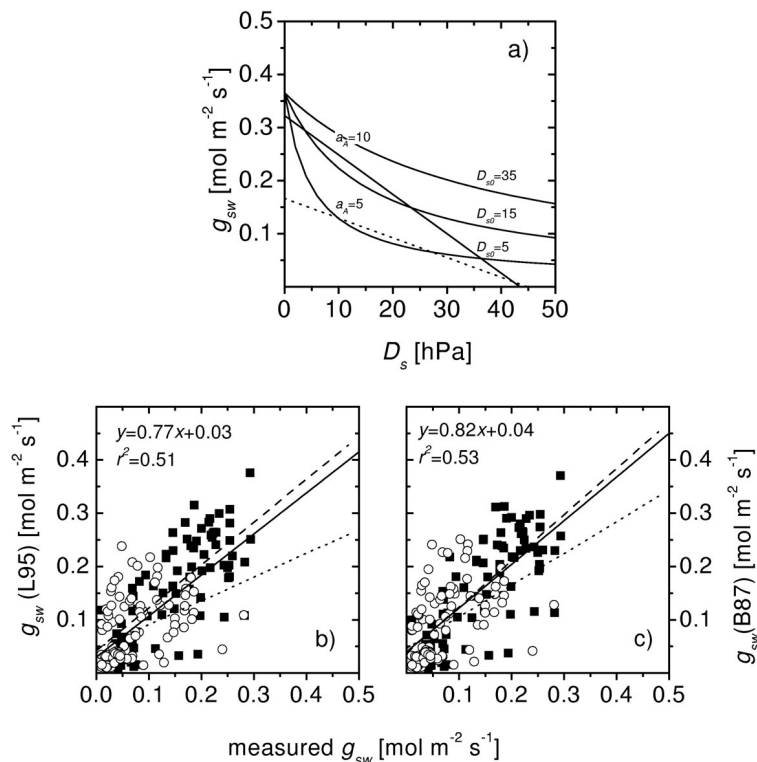 a)
0.5
0.4
0.3
0.2
0.1
g_sw [mol m⁻² s⁻¹]
a_A=10
a_A=5
D_s0=35
D_s0=15
D_s0=5
0 10 20 30 40 50
D_s [hPa]
y=0.77x+0.03
r²=0.51
0.4
0.3
0.2
0.1
g_sw (L95) [mol m⁻² s⁻¹]
b)
0.0 0.1 0.2 0.3 0.4 0.5
y=0.82x+0.04
r²=0.53
0.4
0.3
0.2
0.1
g_sw(B87) [mol m⁻² s⁻¹]
c)
0.1 0.2 0.3 0.4 0.5
measured g_sw [mol m⁻² s⁻¹]